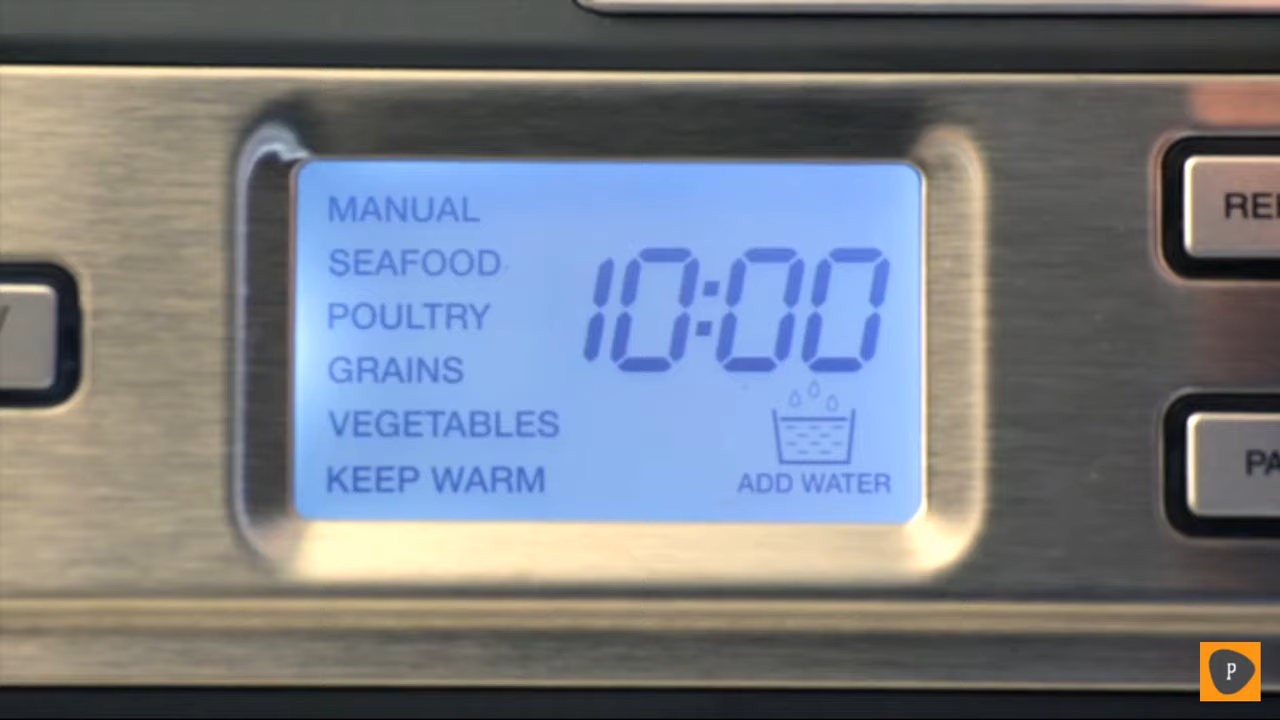 MANUAL
SEAFOOD
POULTRY
GRAINS
VEGETABLES
KEEP WARM
10:00
ADD WATER
P